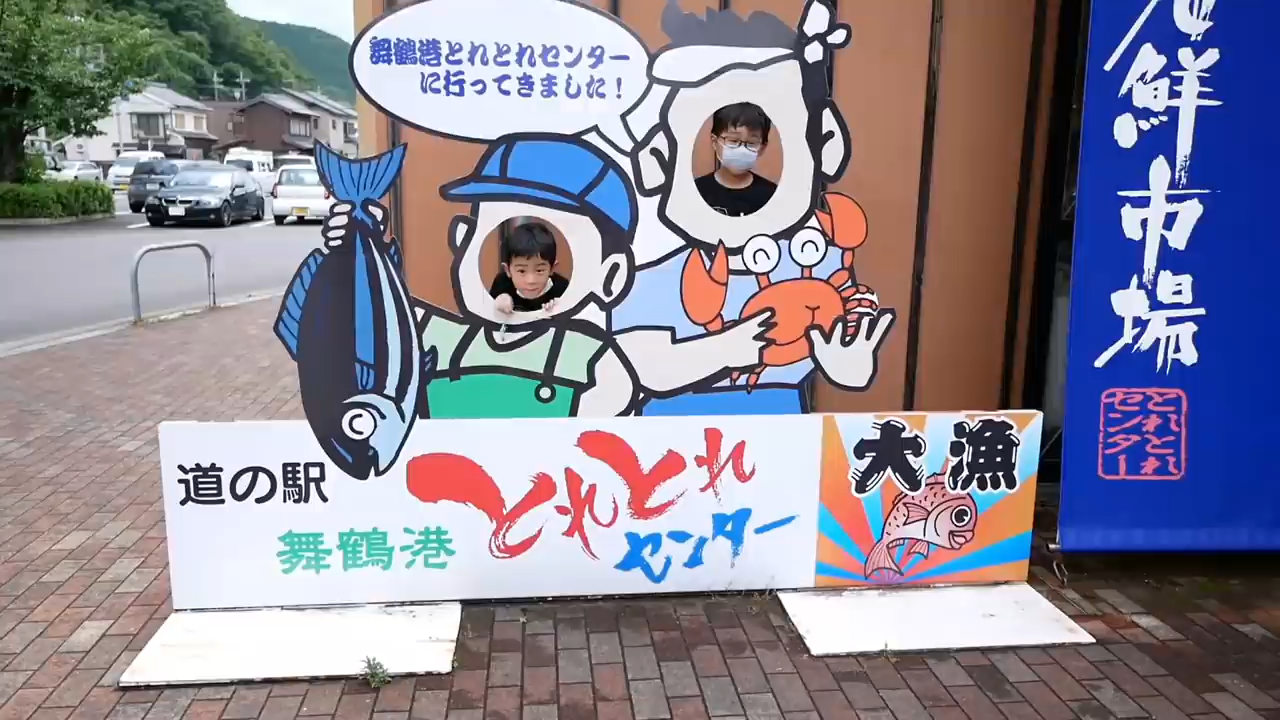 舞鶴港とれとれセンター
に行ってきました！
道の駅
舞鶴港
とれとれ
センター
大漁
鮮市場
とれとれ
センター